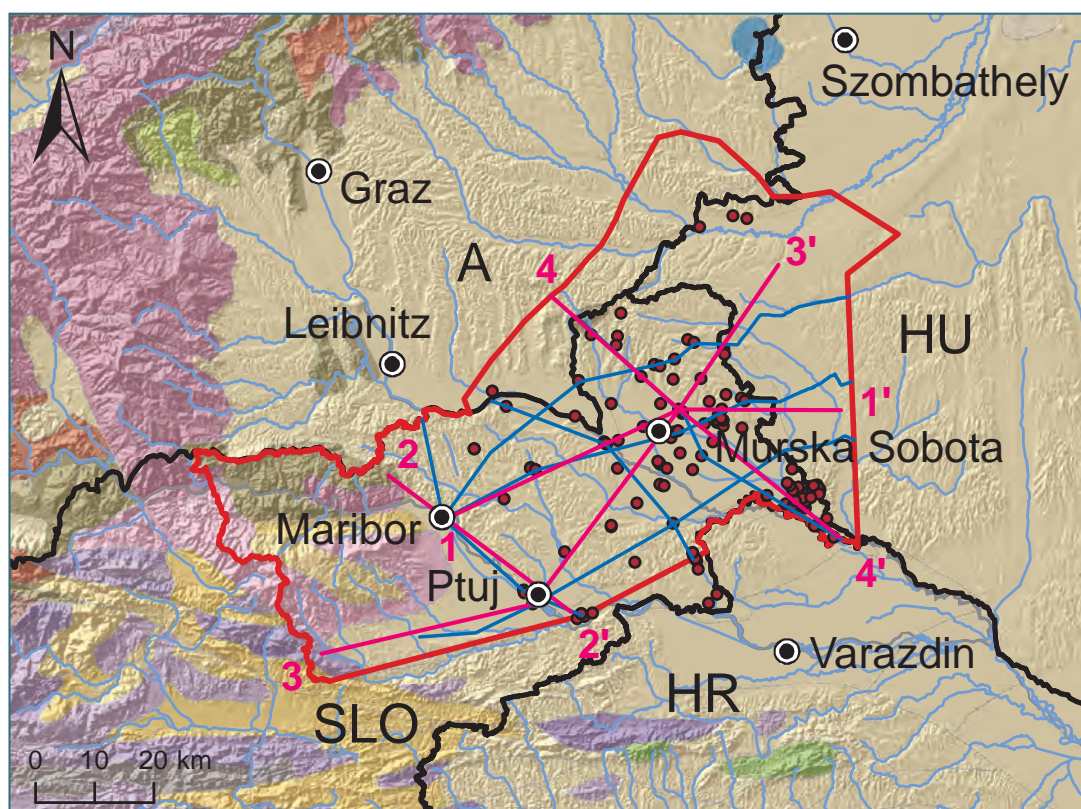 N
Szombathely
Graz
A
3'
4
Leibnitz
HU
1'
2
Murska Sobota
Maribor
1
4'
Ptuj
2'
Varazdin
3
HR
SLO
0 10 20 km